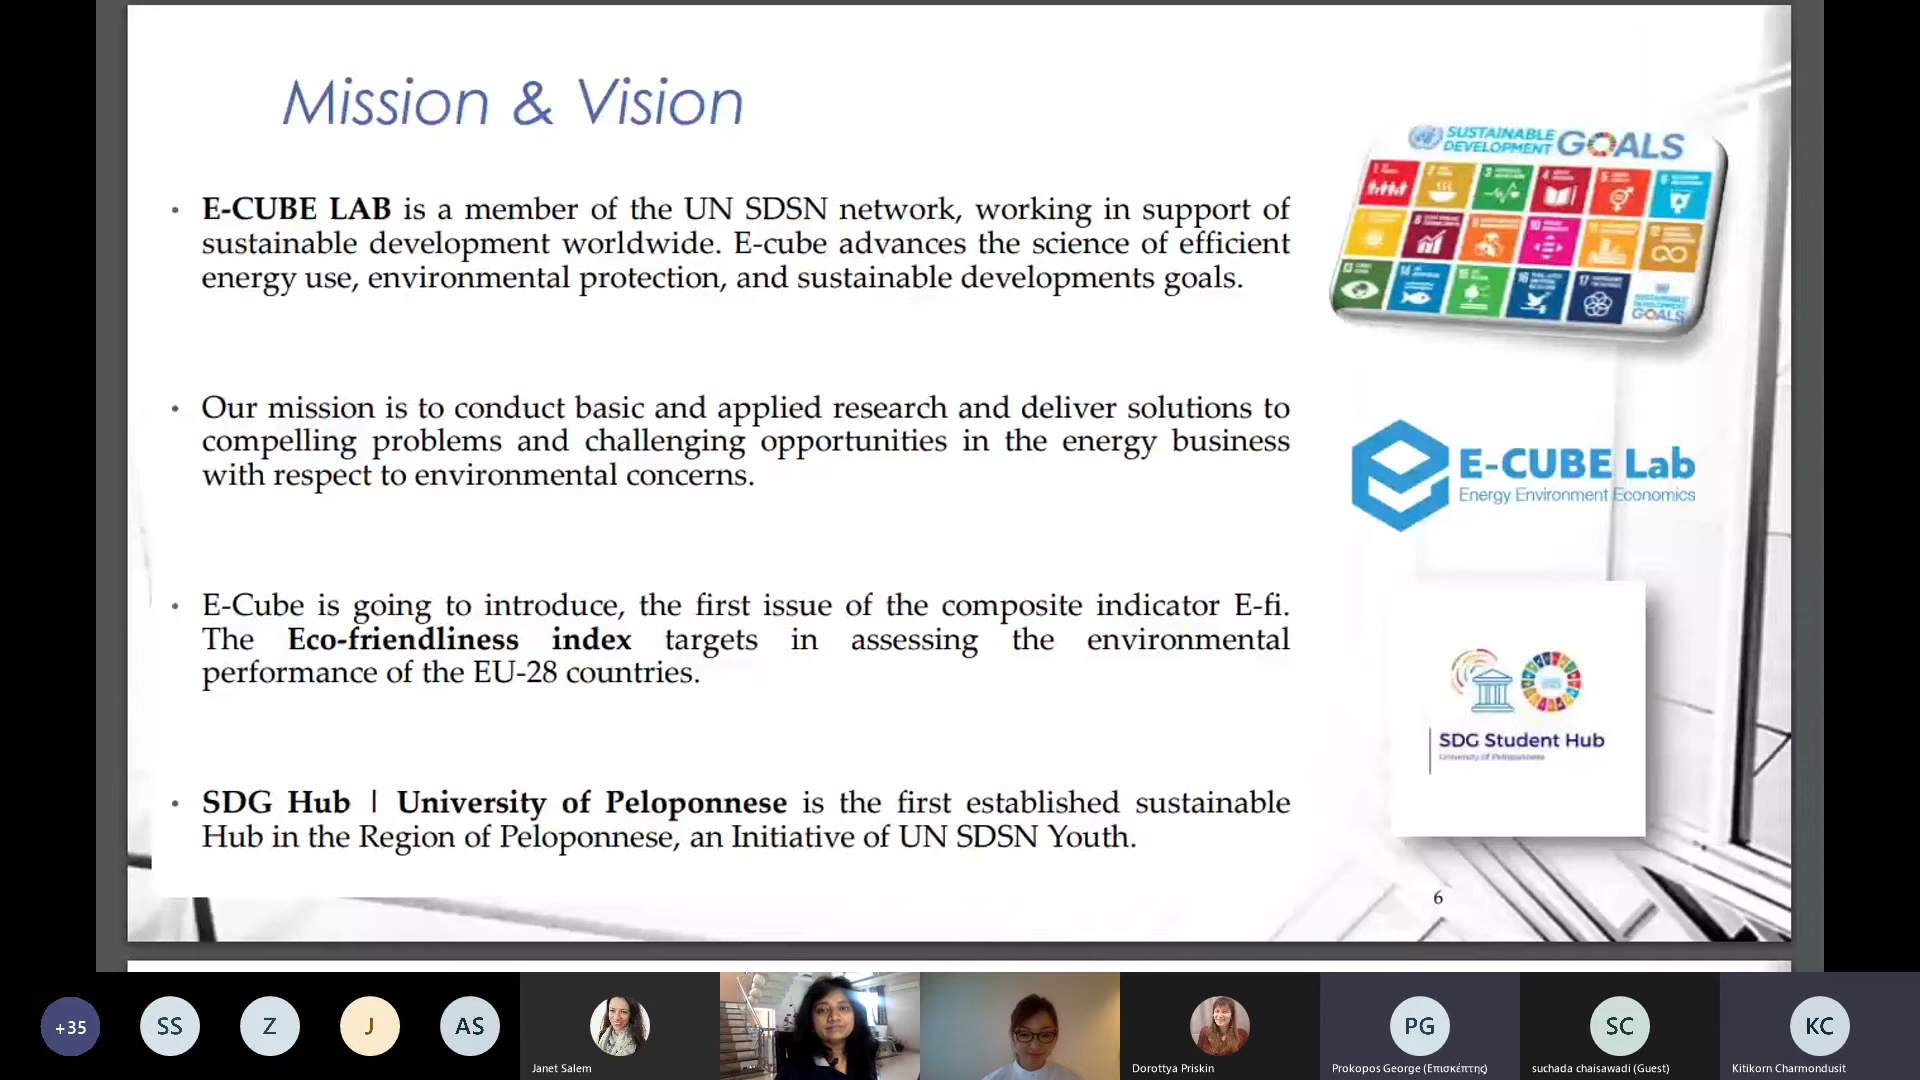 Mission & Vision
• E-CUBE LAB is a member of the UN SDSN network, working in support of
sustainable development worldwide. E-cube advances the science of efficient
energy use, environmental protection, and sustainable developments goals.
• Our mission is to conduct basic and applied research and deliver solutions to
compelling problems and challenging opportunities in the energy business
with respect to environmental concerns.
• E-Cube is going to introduce, the first issue of the composite indicator E-fi.
The Eco-friendliness index targets in assessing the environmental
performance of the EU-28 countries.
• SDG Hub | University of Peloponnese is the first established sustainable
Hub in the Region of Peloponnese, an Initiative of UN SDSN Youth.
SUSTAINABLE
DEVELOPMENT GOALS
E-CUBE Lab
Energy Environment Economics
SDG Student Hub
University of Peloponnese
6
+35
SS
Z
J
AS
Janet Salem
Dorottya Priskin
PG
Prokopos George (Επισκέπτης)
SC
suchada chaisawadi (Guest)
KC
Kitikorn Charmondusit